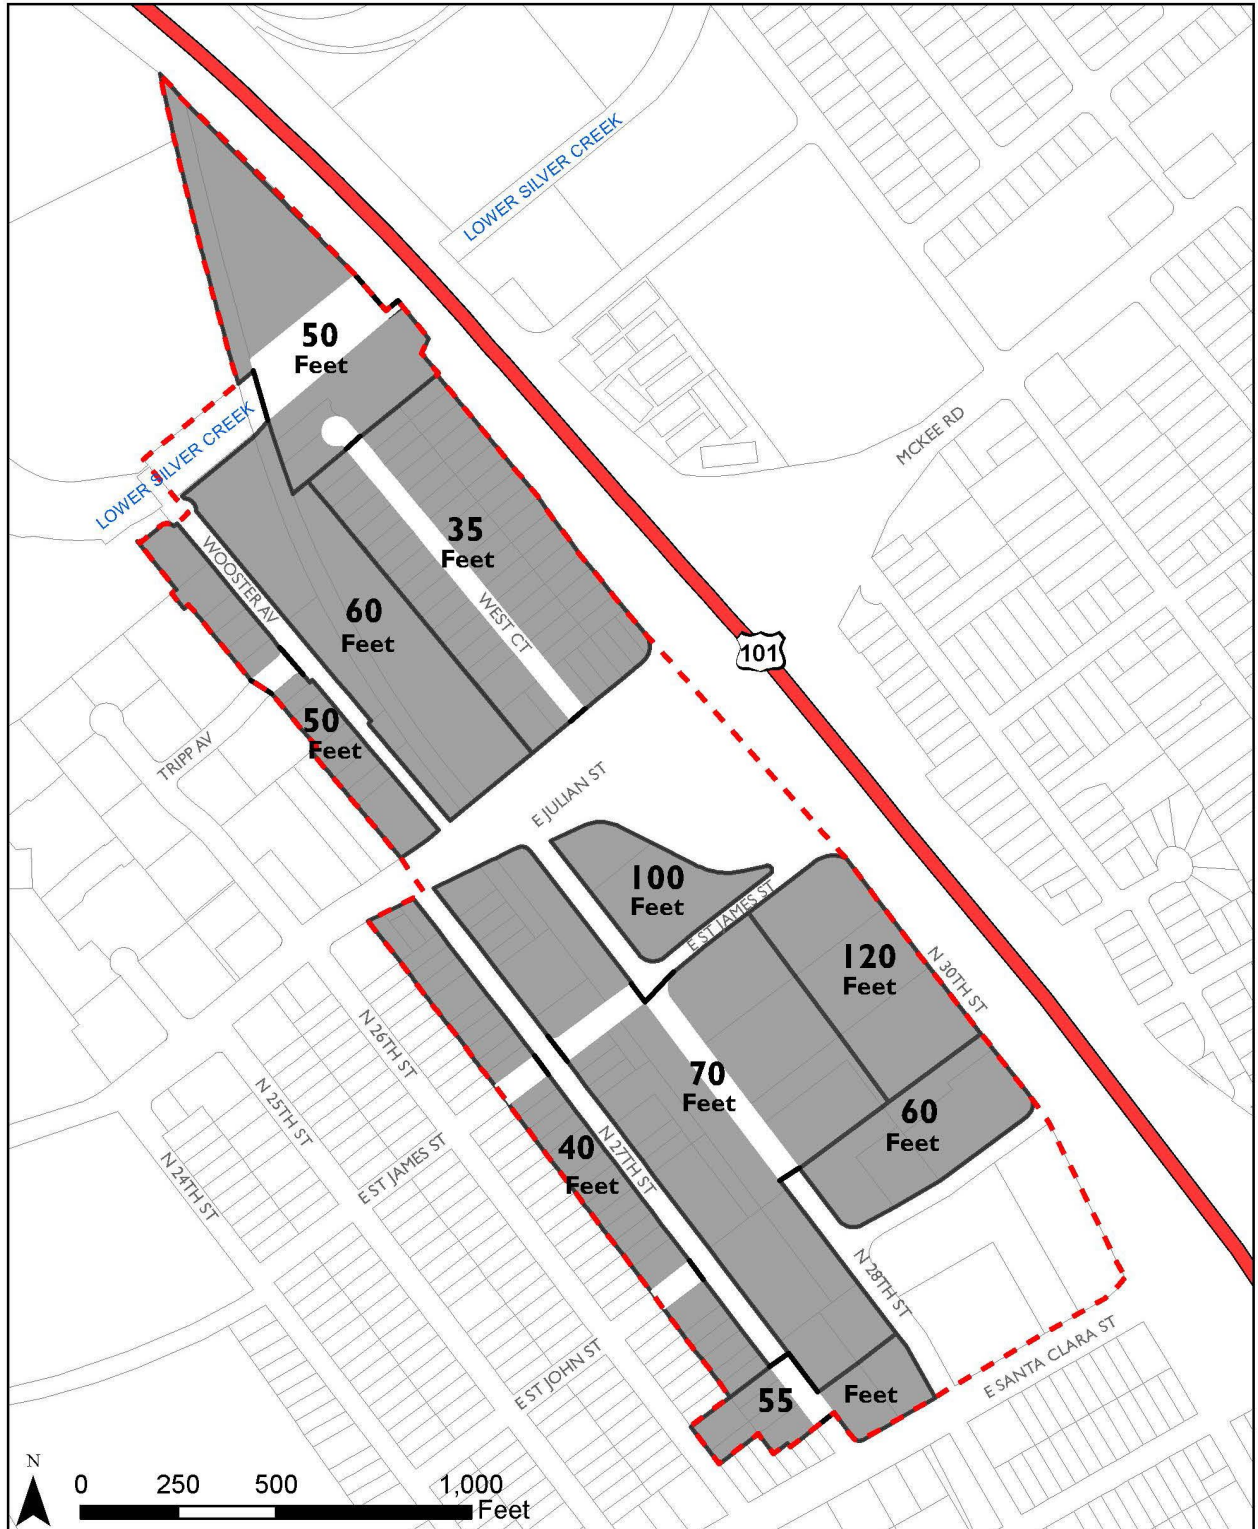 LOWER SILVER CREEK
50
Feet
MCKEE RD
LOWER SILVER CREEK
35
Feet
WOOSTER AV
60
Feet
WEST CT
101
50
Feet
TRIPP AV
E JULIAN ST
100
Feet
E ST JAMES ST
120
Feet
N 30TH ST
N 26TH ST
70
Feet
N 25TH ST
60
Feet
40
Feet
N 27TH ST
E ST JAMES ST
N 24TH ST
N 28TH ST
E ST JOHN ST
E SANTA CLARA ST
55 Feet
N
0 250 500 1,000
Feet